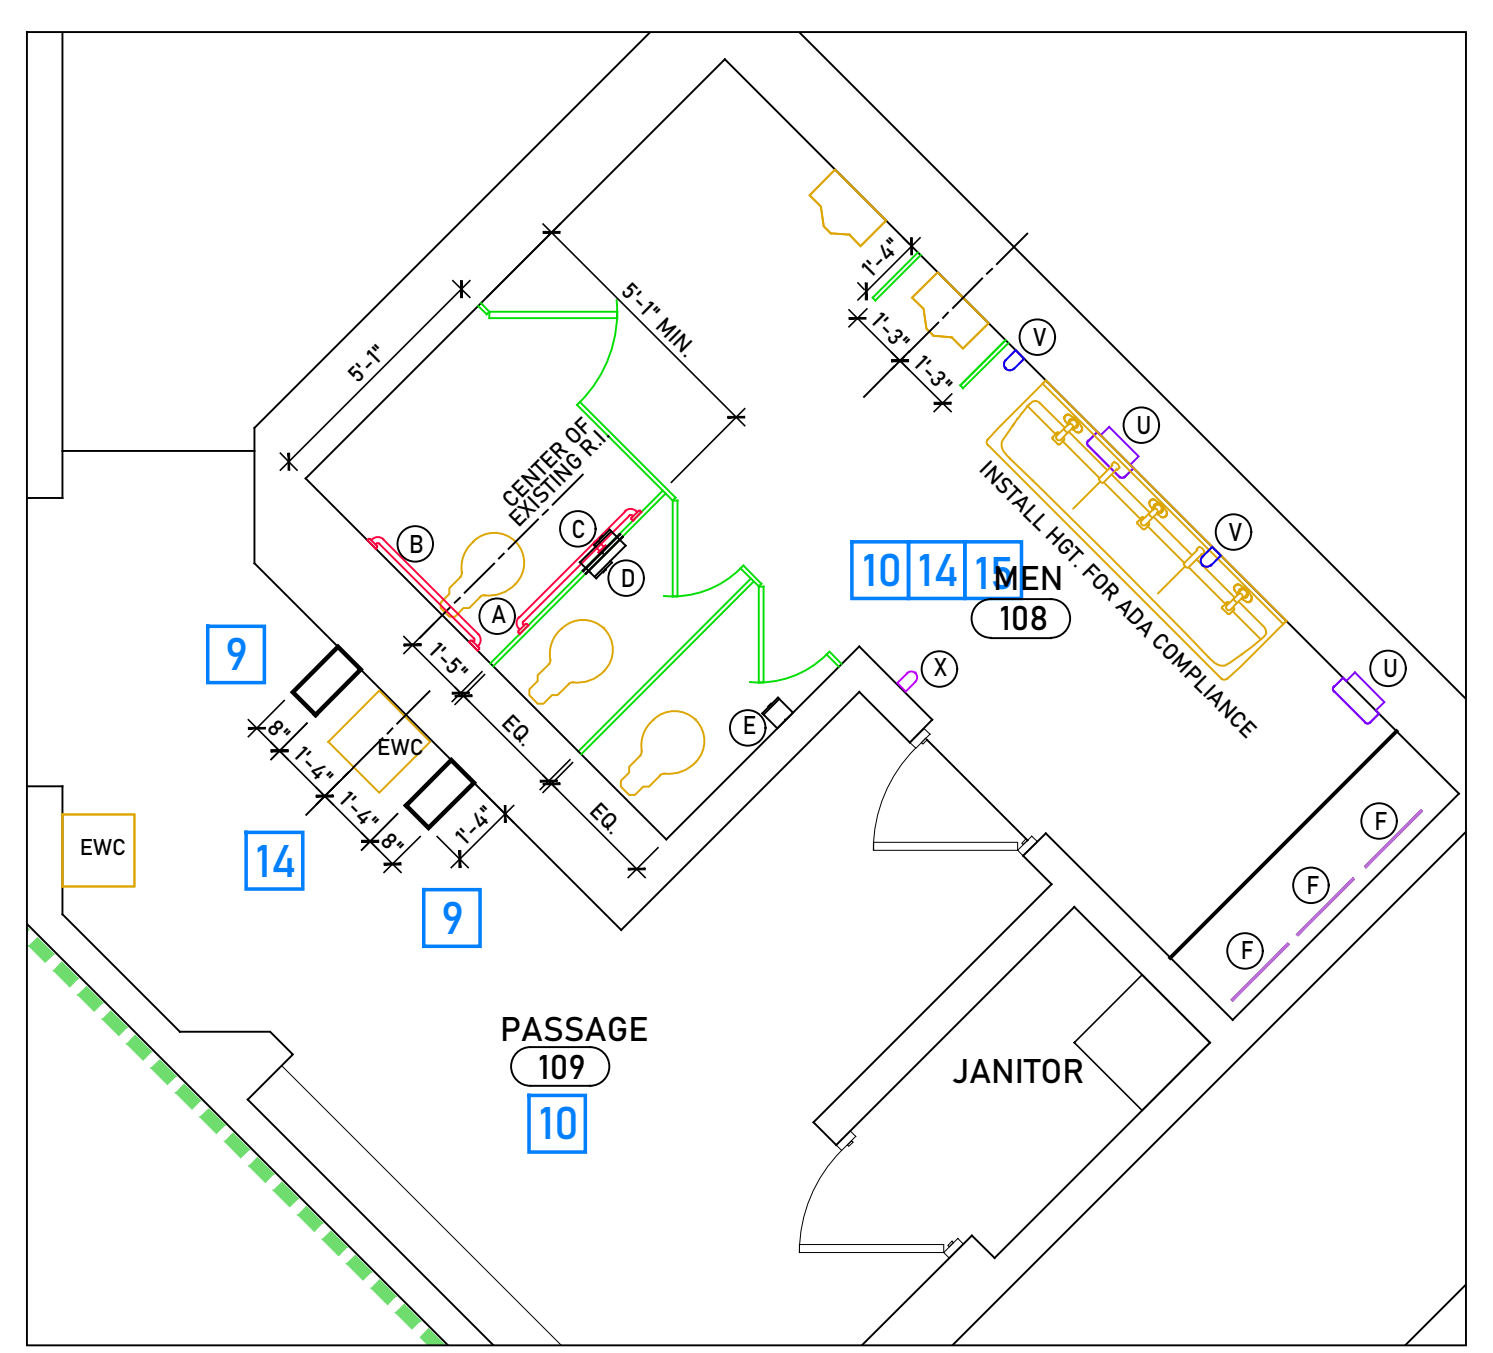 1'-4"
5'-1" MIN.
1'-3"
V
5'-1"
1'-3"
U
CENTER OF
EXISTING R.I.
INSTALL HGT. FOR ADA COMPLIANCE
C
B
V
D
10
14
15
MEN
108
A
9
1'-5"
X
U
8"
EWC
EQ.
E
1'-4"
1'-4"
8"
1'-4"
EQ.
F
EWC
14
F
9
F
PASSAGE
109
10
JANITOR